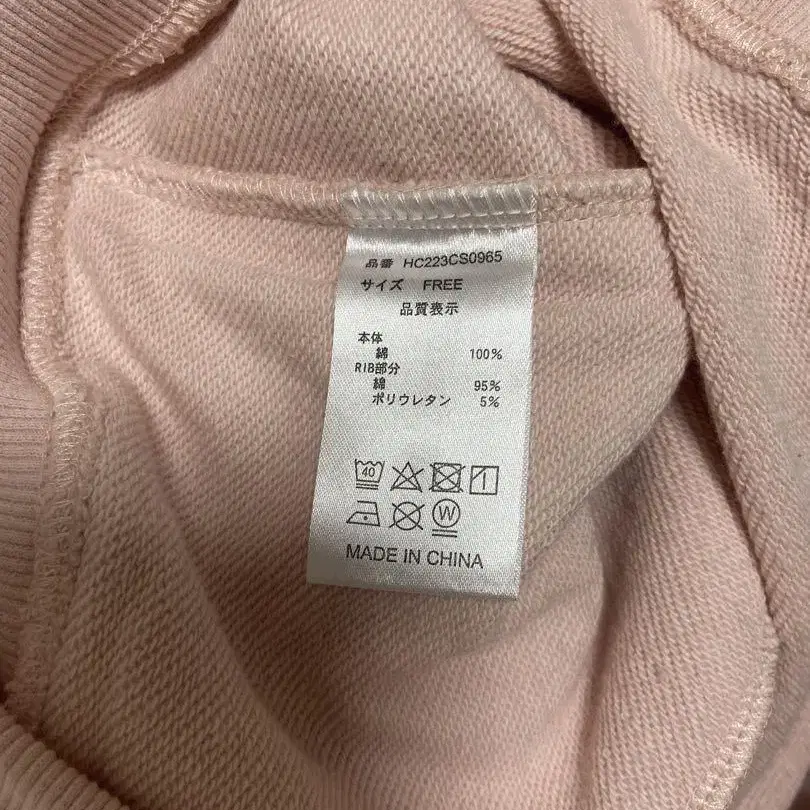 品番 HC223CS0965
サイズ FREE
品質表示
本体
綿 100%
RIB部分
綿 95%
ポリウレタン 5%
40
W
MADE IN CHINA